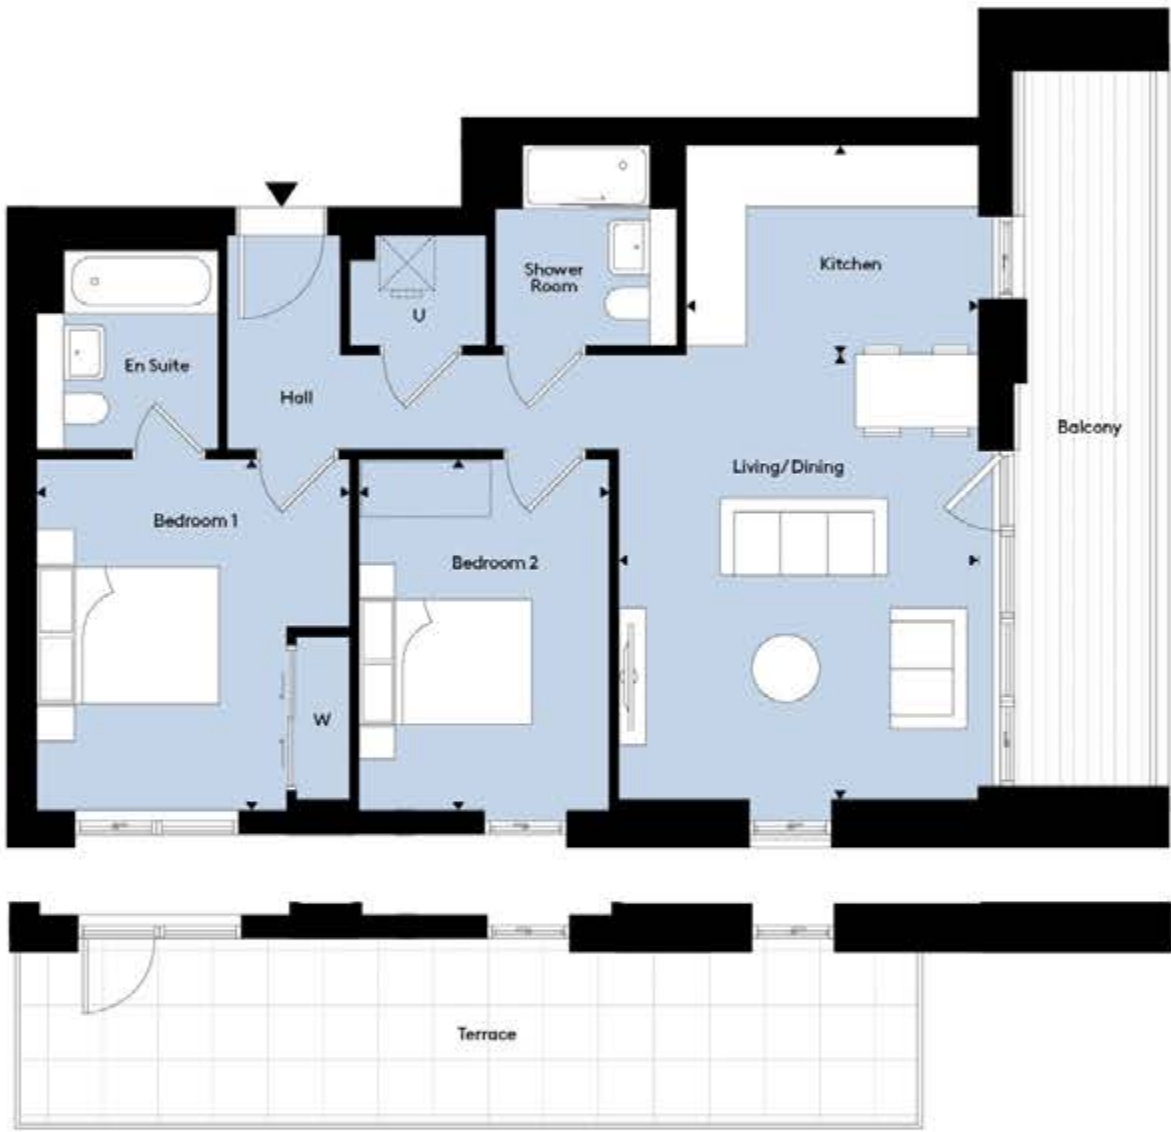 Shower
Room
Kitchen
U
En Suite
Hall
Balcony
Living/Dining
Bedroom 1
Bedroom 2
W
Terrace